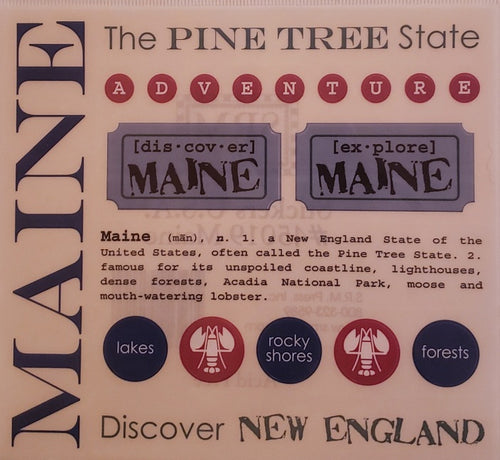 MAINE
The PINE TREE State
ADVENTURE
[dis·cov·er]
MAINE
[ex·plore]
MAINE
Maine (mān), n. 1. a New England State of the
United States, often called the Pine Tree State. 2.
famous for its unspoiled coastline, lighthouses,
dense forests, Acadia National Park, moose and
mouth-watering lobster.
lakes
rocky
shores
forests
Discover NEW ENGLAND